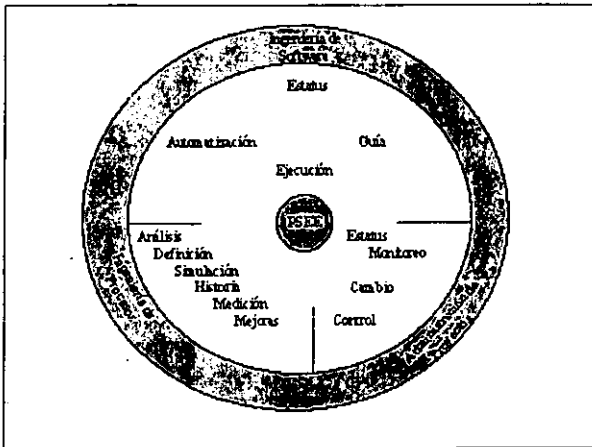 Ingeniería de
Software
Estatus
Automatización
Guía
Ejecución
PSEE
Análisis
Definición
Simulación
Historia
Medición
Mejoras
Estatus
Monitoreo
Cambio
Control